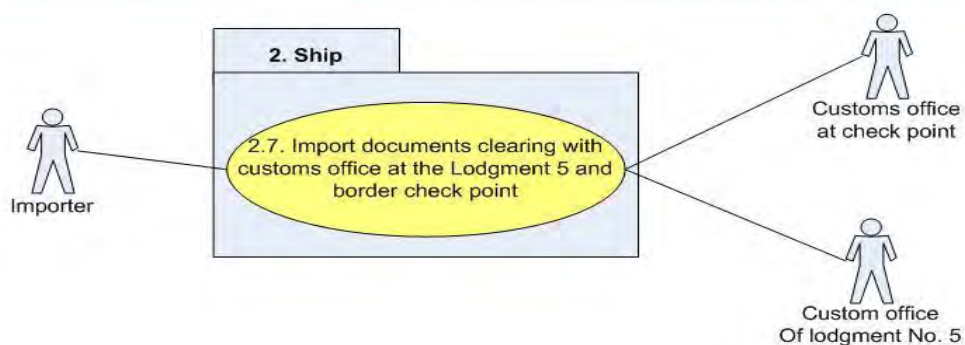 2. Ship
2.7. Import documents clearing with
customs office at the Lodgment 5 and
border check point
Importer
Customs office
at check point
Custom office
Of lodgment No. 5